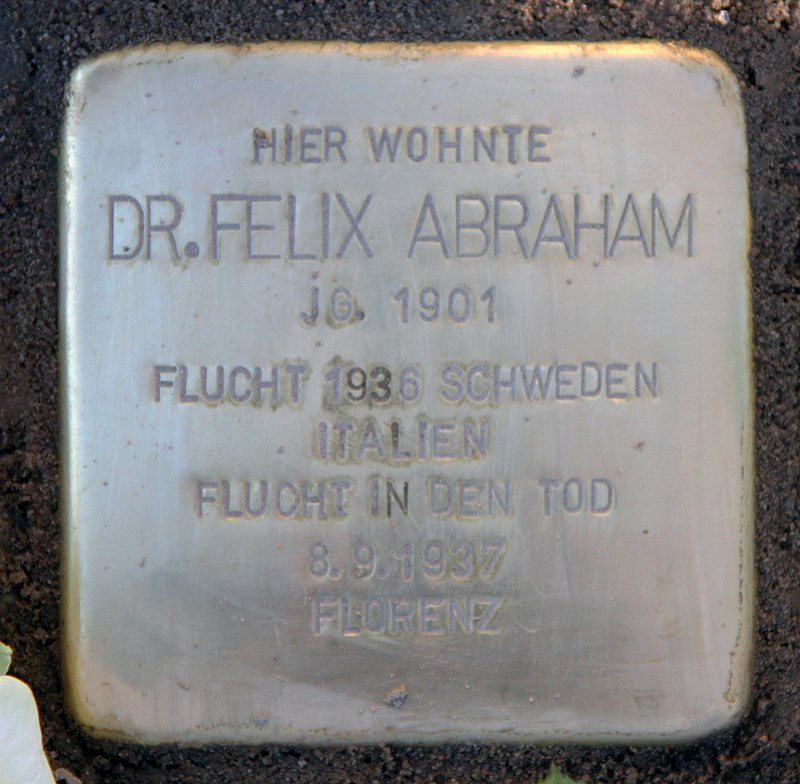 HIER WOHNTE
DR. FELIX ABRAHAM
JG. 1901
FLUCHT 1936 SCHWEDEN
ITALIEN
FLUCHT IN DEN TOD
8.9.1937
FLORENZ